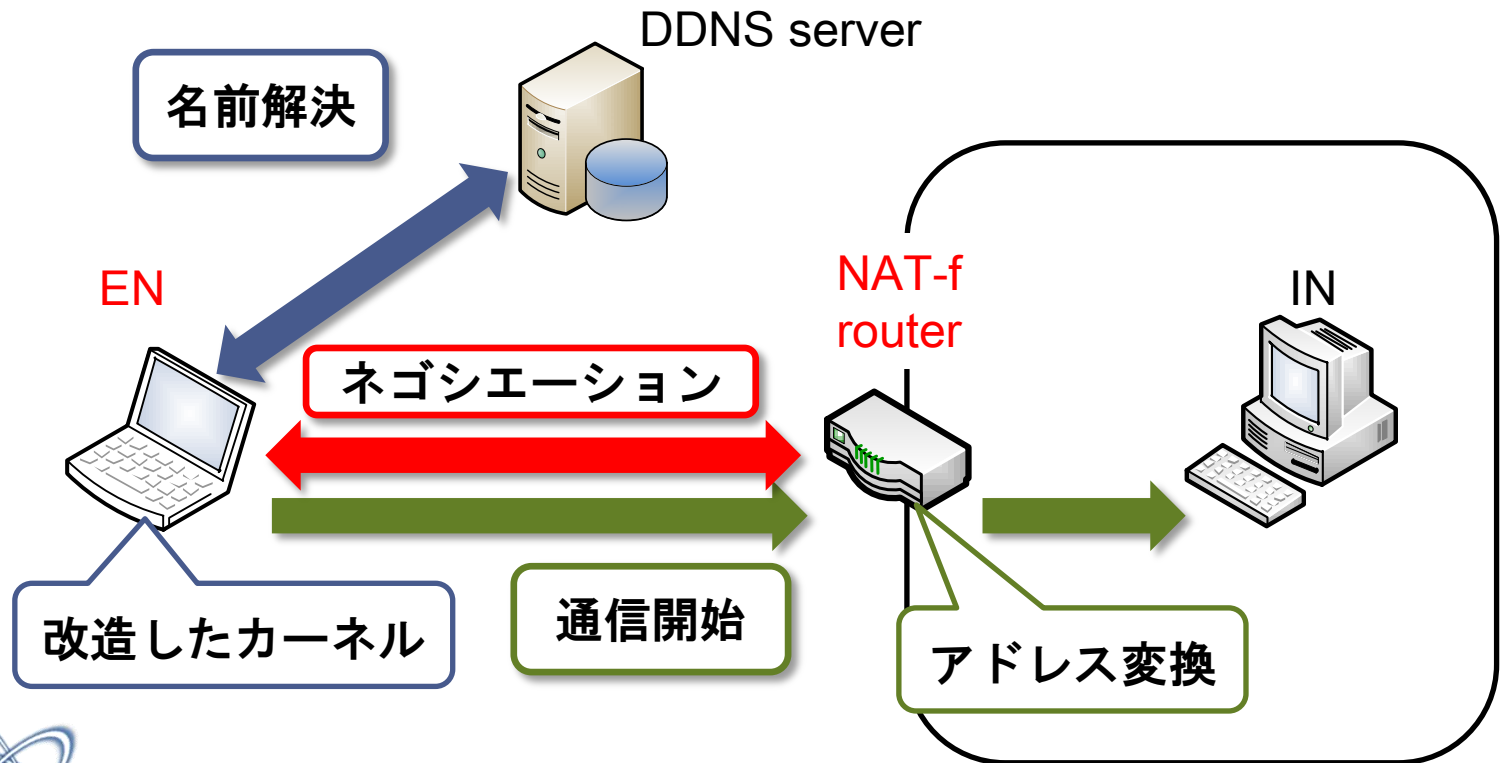 DDNS server
名前解決
EN
NAT-f
router
IN
ネゴシエーション
改造したカーネル
通信開始
アドレス変換